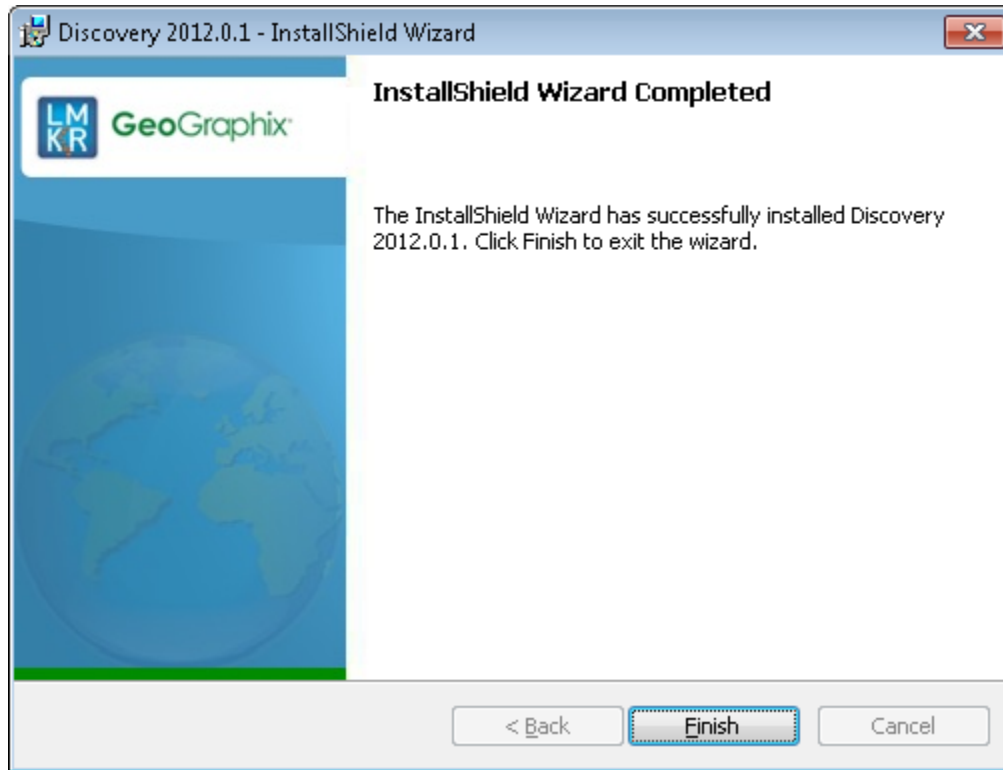 Discovery 2012.0.1 - InstallShield Wizard
LM
KR
GeoGraphix
InstallShield Wizard Completed
The InstallShield Wizard has successfully installed Discovery
2012.0.1. Click Finish to exit the wizard.
< Back
Finish
Cancel